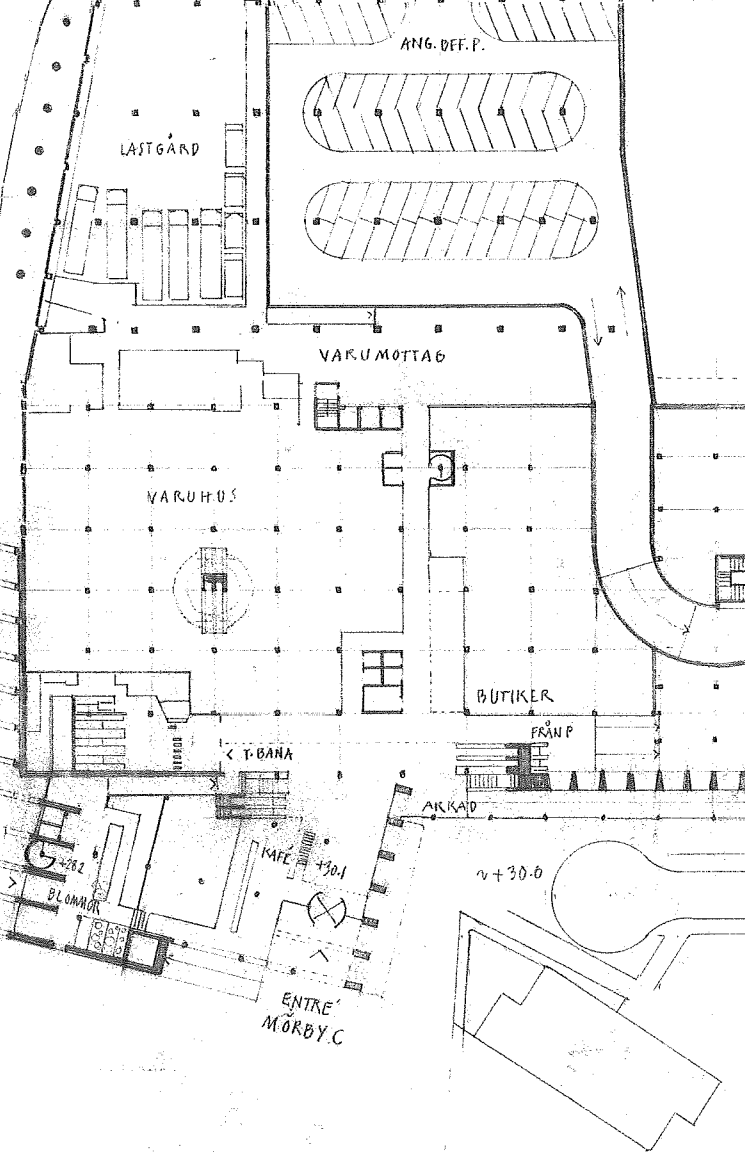 ANG. OFF. P.
LASTGÅRD
VARUMOTTAG
VARUHUS
BUTIKER
FRÅN P
< T-BANA
ARKAD
KAFÉ
+30.1
+28.2
BLOMMOR
~ +30.0
ENTRÉ
MÖRBY C